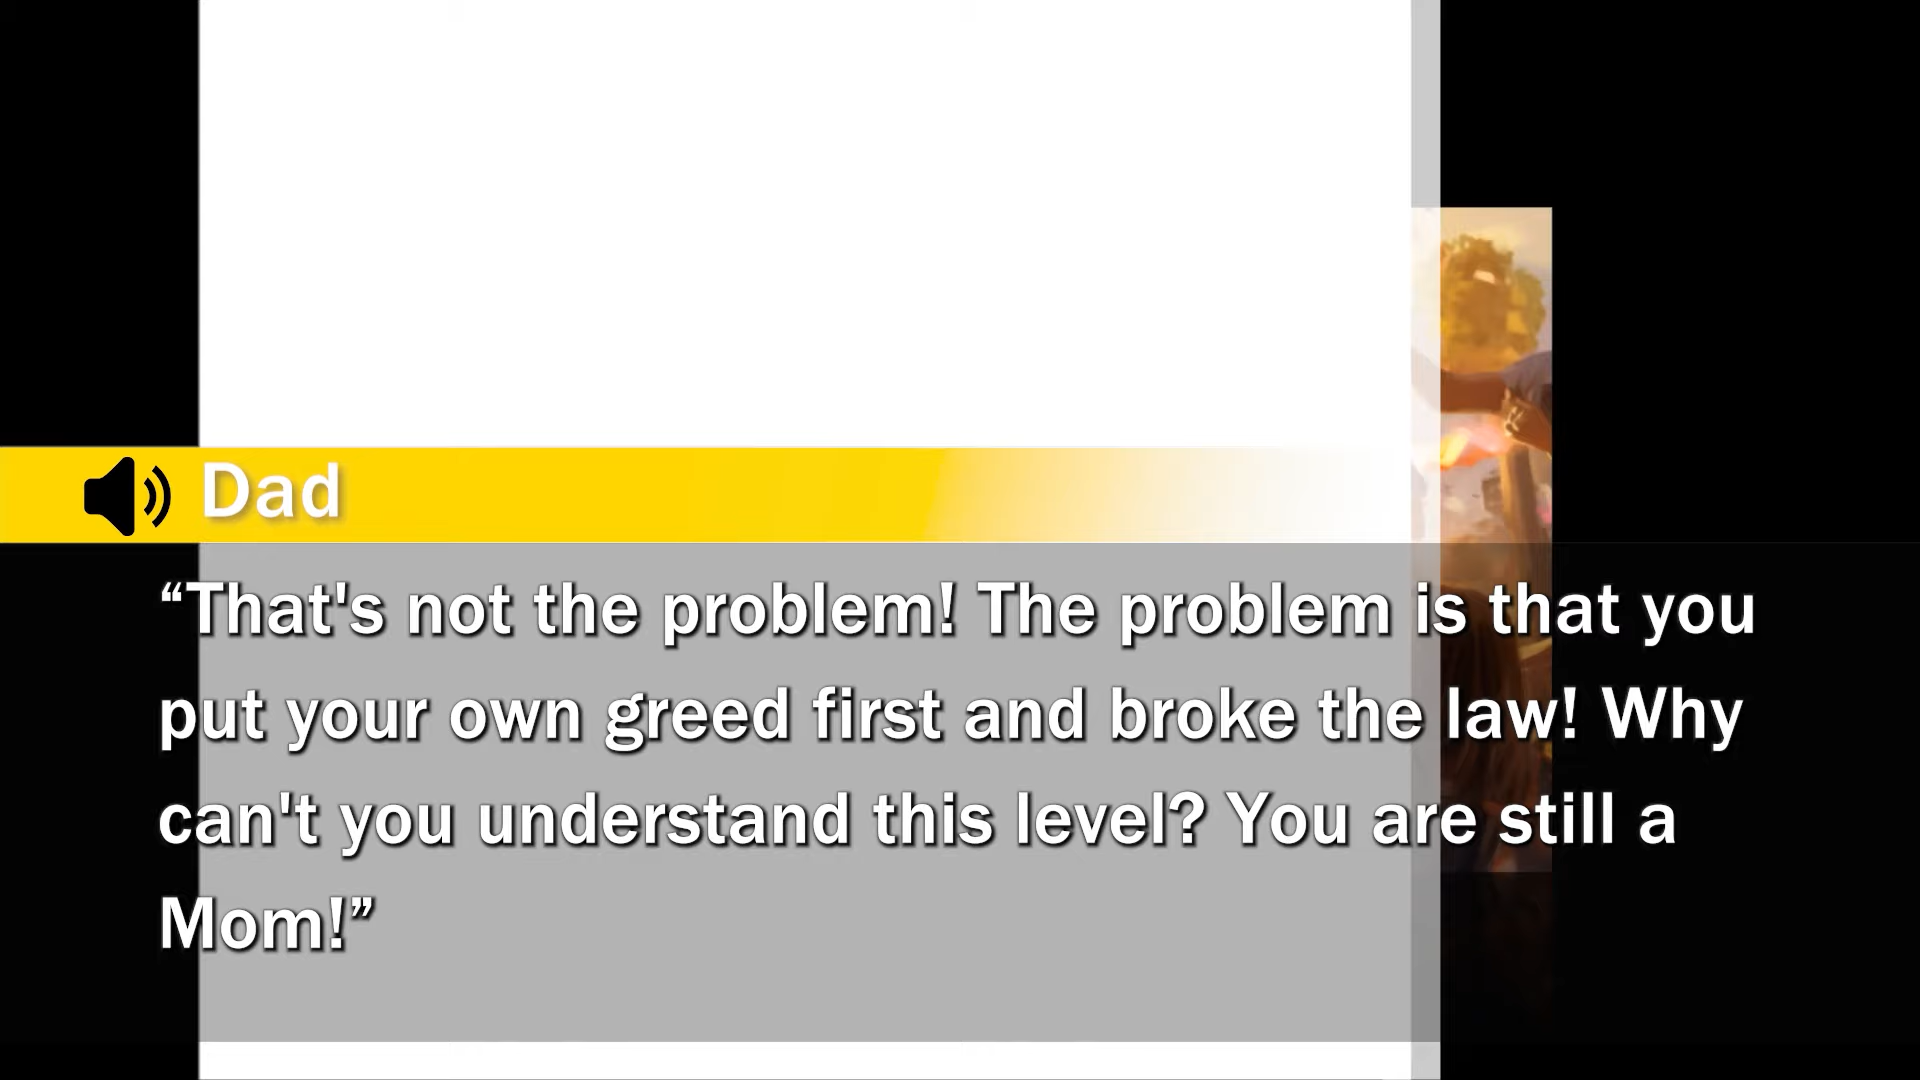 Dad
“That's not the problem! The problem is that you
put your own greed first and broke the law! Why
can't you understand this level? You are still a
Mom!”